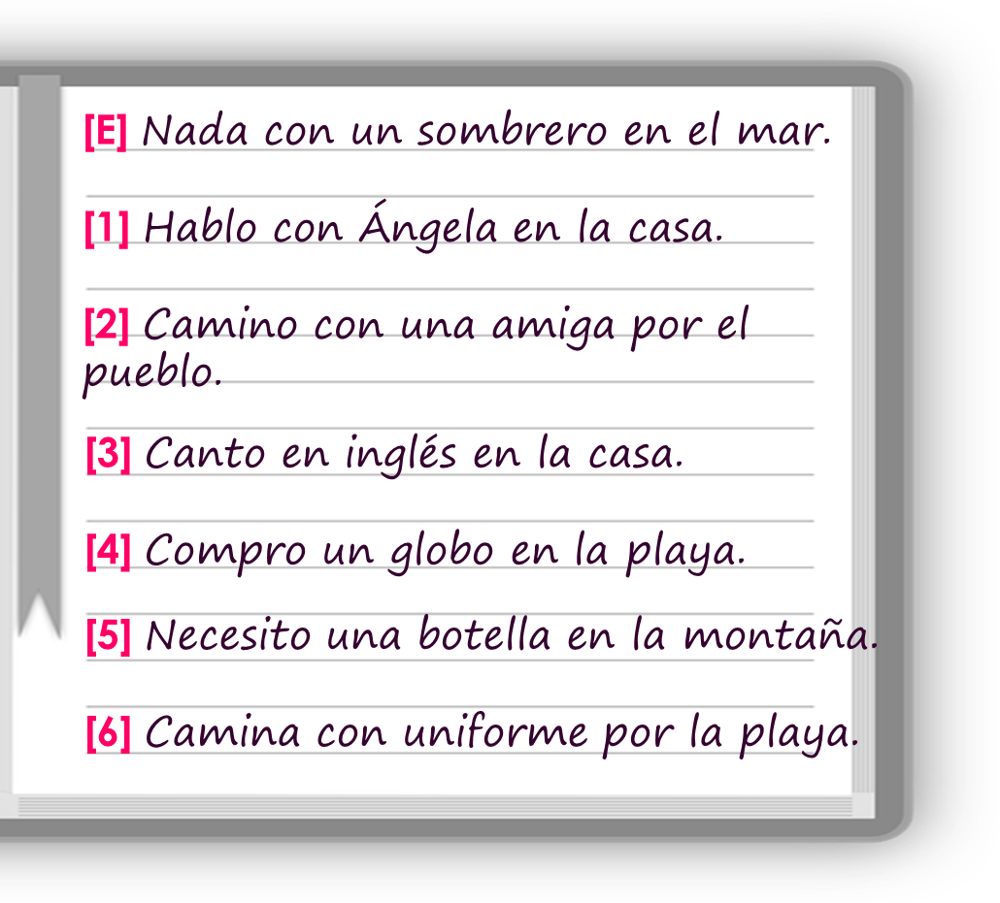 [E] Nada con un sombrero en el mar.
[1] Hablo con Ángela en la casa.
[2] Camino con una amiga por el
pueblo.
[3] Canto en inglés en la casa.
[4] Compro un globo en la playa.
[5] Necesito una botella en la montaña.
[6] Camina con uniforme por la playa.